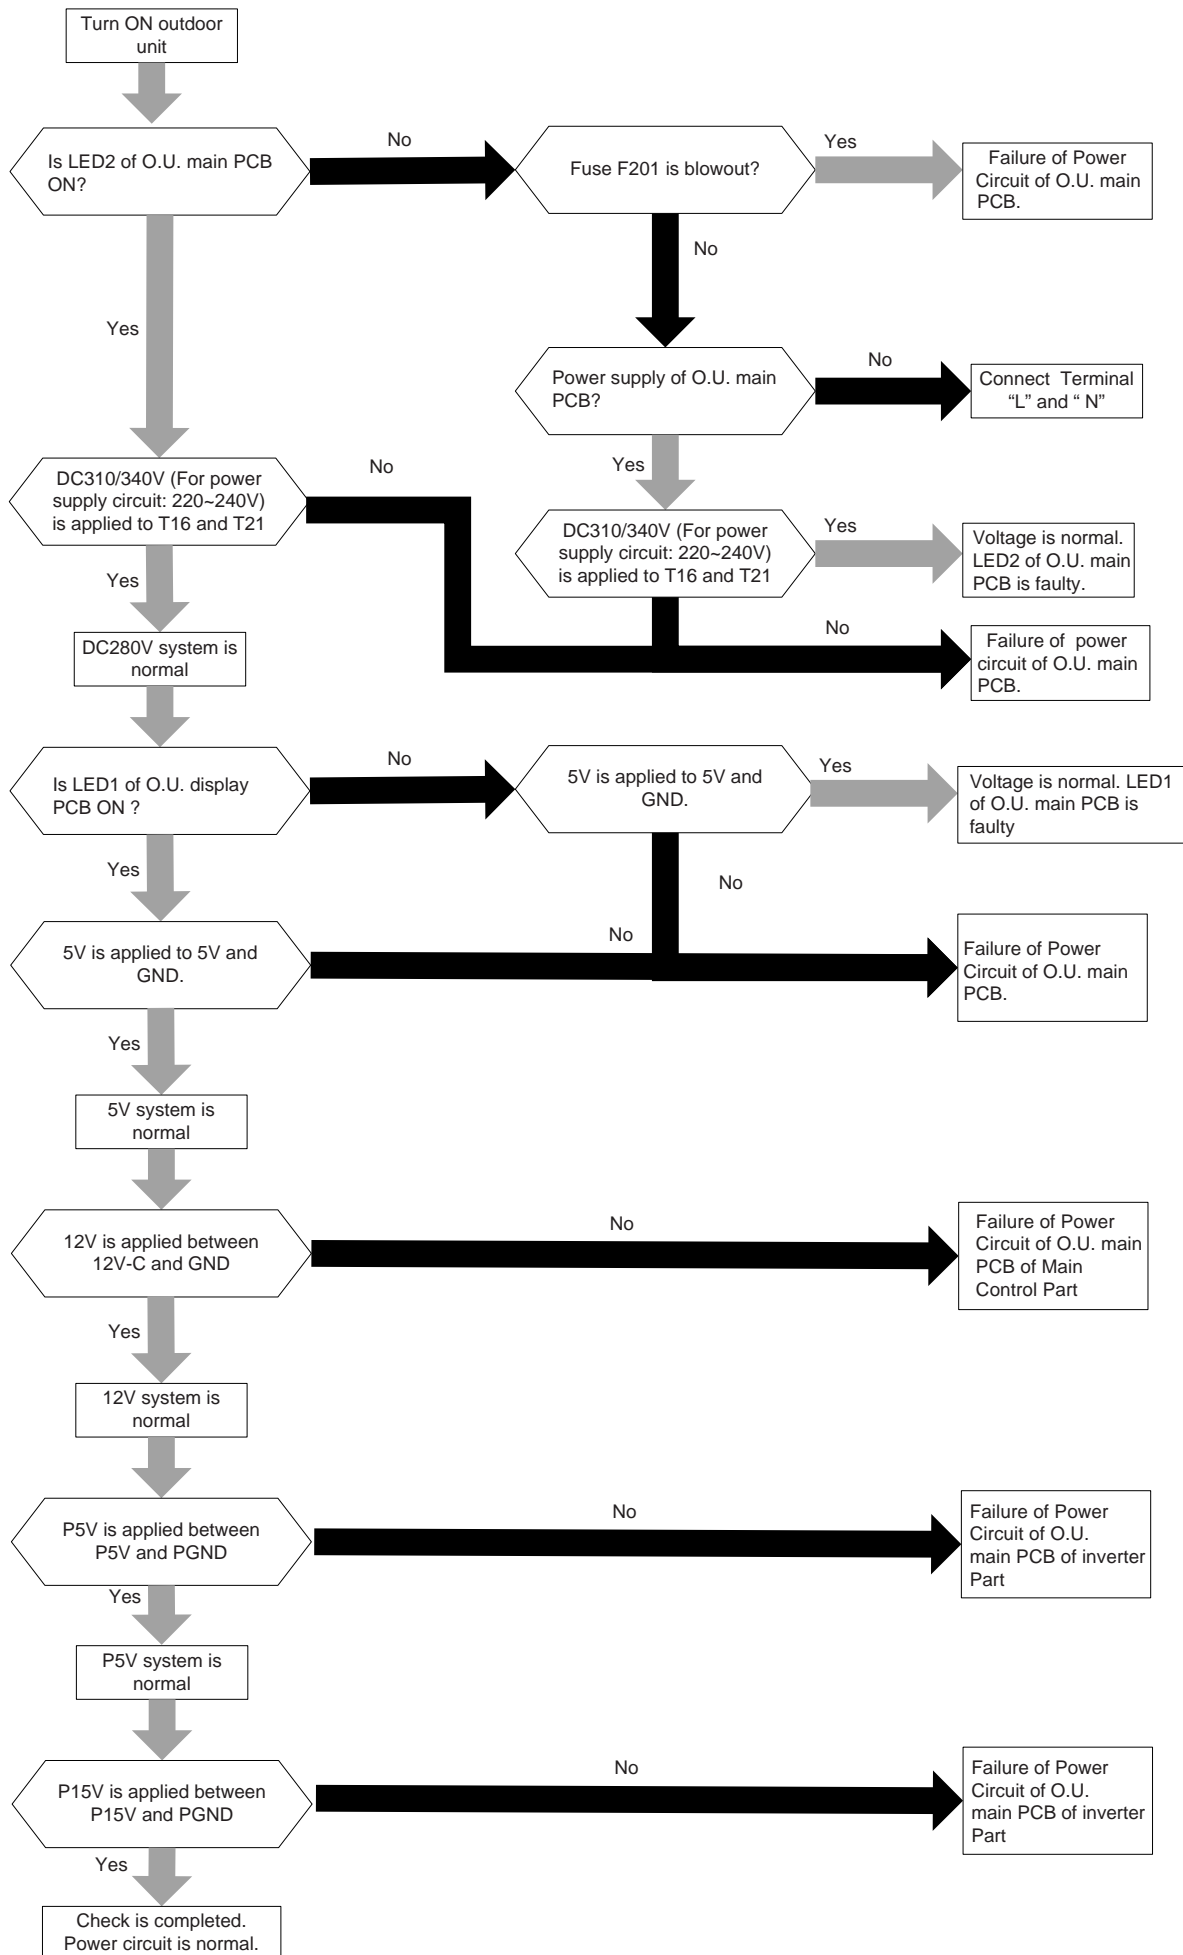 Turn ON outdoor
unit
Is LED2 of O.U. main PCB
ON?
No
Fuse F201 is blowout?
Yes
Failure of Power
Circuit of O.U. main
PCB.
No
Yes
Power supply of O.U. main
PCB?
No
Connect Terminal
“L” and “ N”
Yes
DC310/340V (For power
supply circuit: 220~240V)
is applied to T16 and T21
No
DC310/340V (For power
supply circuit: 220~240V)
is applied to T16 and T21
Yes
Voltage is normal.
LED2 of O.U. main
PCB is faulty.
Yes
No
DC280V system is
normal
Failure of power
circuit of O.U. main
PCB.
Is LED1 of O.U. display
PCB ON ?
No
5V is applied to 5V and
GND.
Yes
Voltage is normal. LED1
of O.U. main PCB is
faulty
Yes
No
5V is applied to 5V and
GND.
No
Failure of Power
Circuit of O.U. main
PCB.
Yes
5V system is
normal
12V is applied between
12V-C and GND
No
Failure of Power
Circuit of O.U. main
PCB of Main
Control Part
Yes
12V system is
normal
P5V is applied between
P5V and PGND
No
Failure of Power
Circuit of O.U.
main PCB of inverter
Part
Yes
P5V system is
normal
P15V is applied between
P15V and PGND
No
Failure of Power
Circuit of O.U.
main PCB of inverter
Part
Yes
Check is completed.
Power circuit is normal.